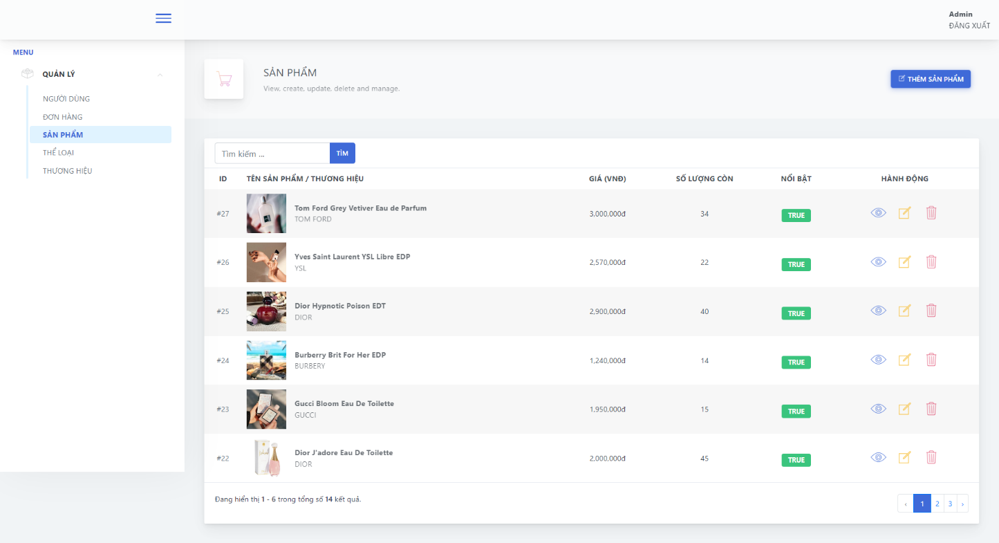 Admin
ĐĂNG XUẤT
MENU
QUẢN LÝ
NGƯỜI DÙNG
ĐƠN HÀNG
SẢN PHẨM
THỂ LOẠI
THƯƠNG HIỆU
SẢN PHẨM
View, create, update, delete and manage.
THÊM SẢN PHẨM
Tìm kiếm ... TÌM
ID TÊN SẢN PHẨM / THƯƠNG HIỆU GIÁ (VNĐ) SỐ LƯỢNG CÒN NỔI BẬT HÀNH ĐỘNG
#27 Tom Ford Grey Vetiver Eau de Parfum 3,000,000đ 34 TRUE
TOM FORD
#26 Yves Saint Laurent YSL Libre EDP 2,570,000đ 22 TRUE
YSL
#25 Dior Hypnotic Poison EDT 2,900,000đ 40 TRUE
DIOR
#24 Burberry Brit For Her EDP 1,240,000đ 14 TRUE
BURBERY
#23 Gucci Bloom Eau De Toilette 1,950,000đ 15 TRUE
GUCCI
#22 Dior J'adore Eau De Toilette 2,000,000đ 45 TRUE
DIOR
Đang hiển thị 1 - 6 trong tổng số 14 kết quả.
‹ 1 2 3 ›